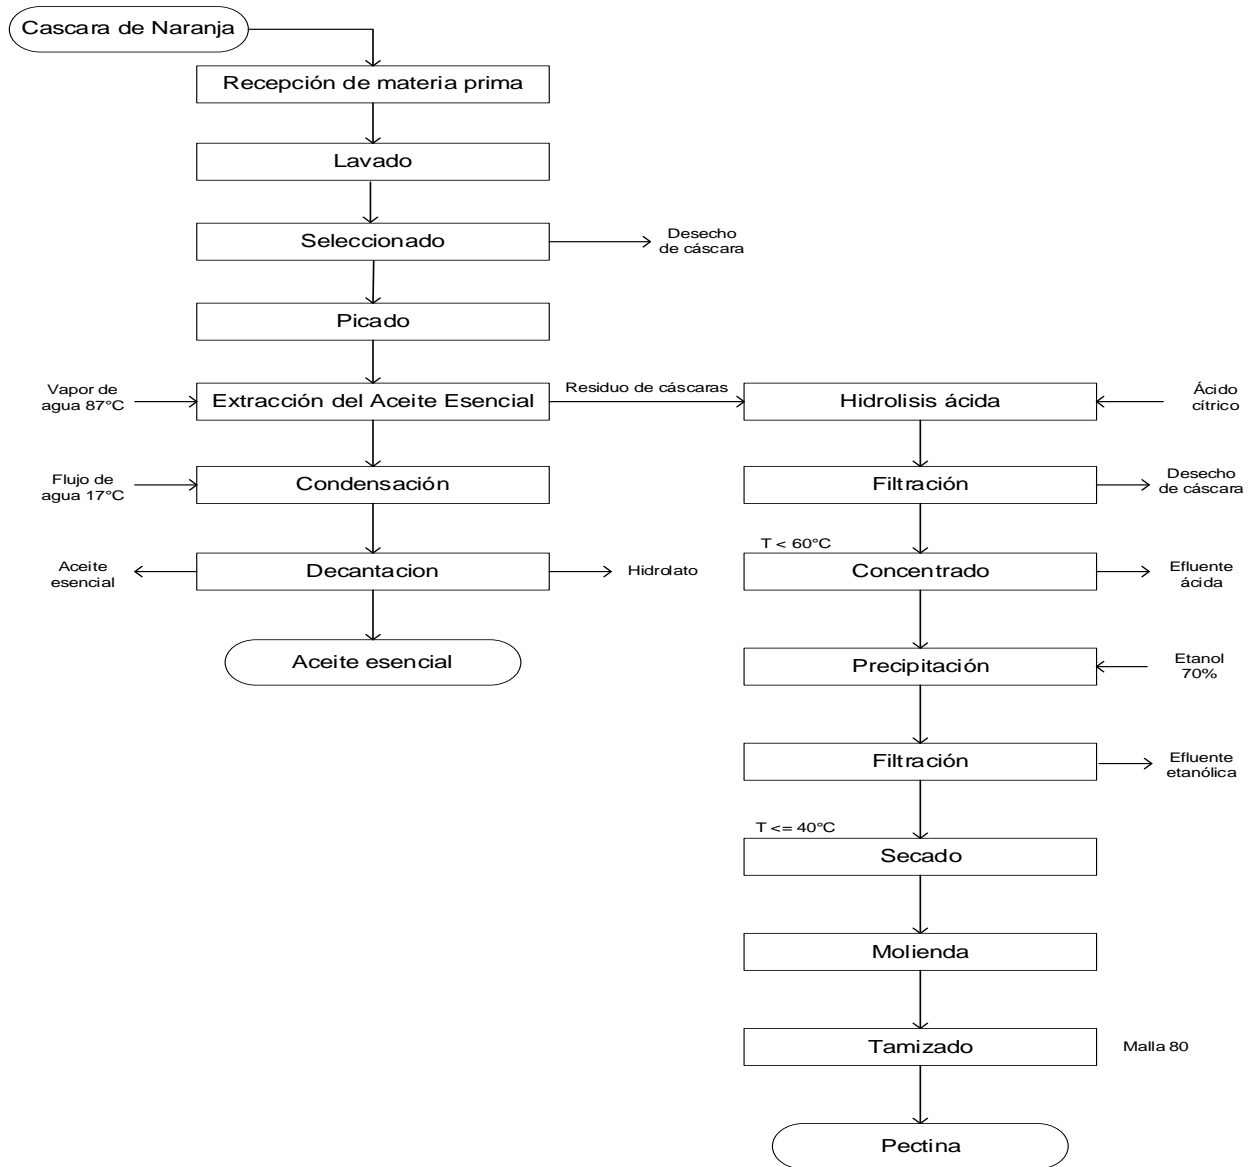 Cascara de Naranja
Recepción de materia prima
Lavado
Seleccionado
Desecho
de cáscara
Picado
Vapor de
agua 87°C
Extracción del Aceite Esencial
Residuo de cáscaras
Hidrolisis ácida
Ácido
cítrico
Flujo de
agua 17°C
Condensación
Filtración
Desecho
de cáscara
Aceite
esencial
Decantacion
Hidrolato
T < 60°C
Concentrado
Efluente
ácida
Aceite esencial
Precipitación
Etanol
70%
Filtración
Efluente
etanólica
T <= 40°C
Secado
Molienda
Tamizado
Malla 80
Pectina